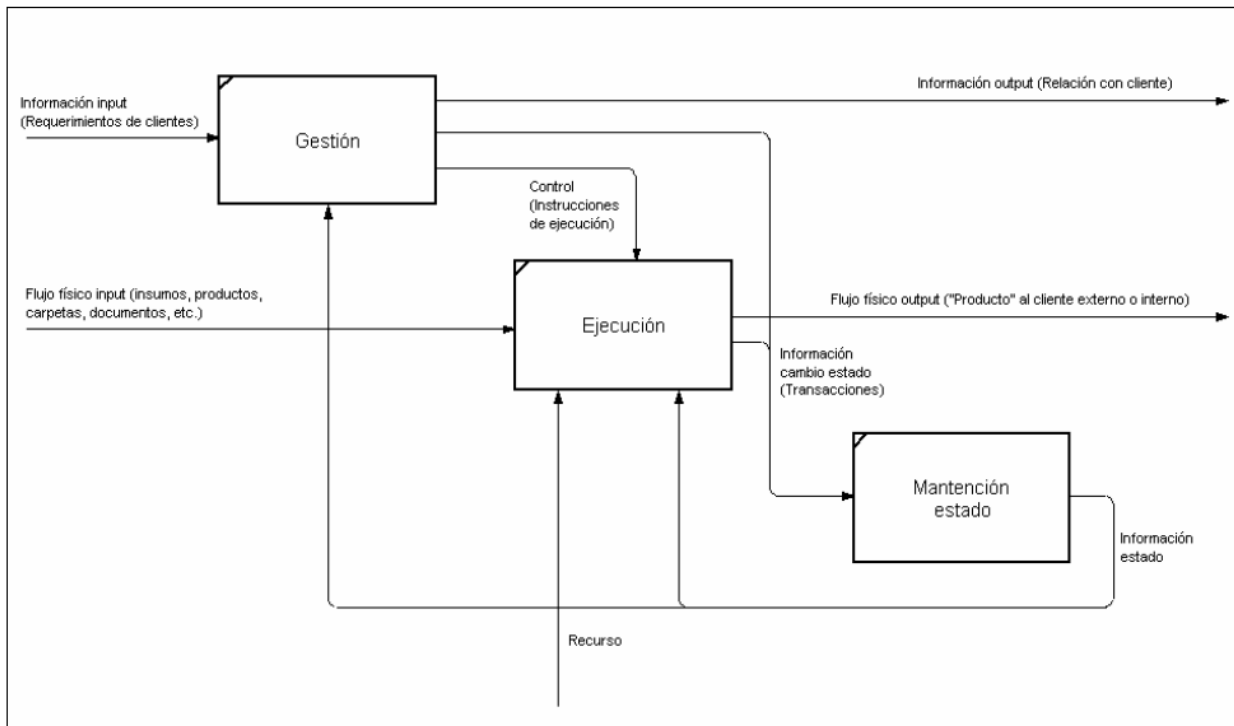 Información input
(Requerimientos de clientes)
Gestión
Información output (Relación con cliente)
Control
(Instrucciones
de ejecución)
Flujo físico input (insumos, productos,
carpetas, documentos, etc.)
Ejecución
Flujo físico output ("Producto" al cliente externo o interno)
Información
cambio estado
(Transacciones)
Mantención
estado
Información
estado
Recurso